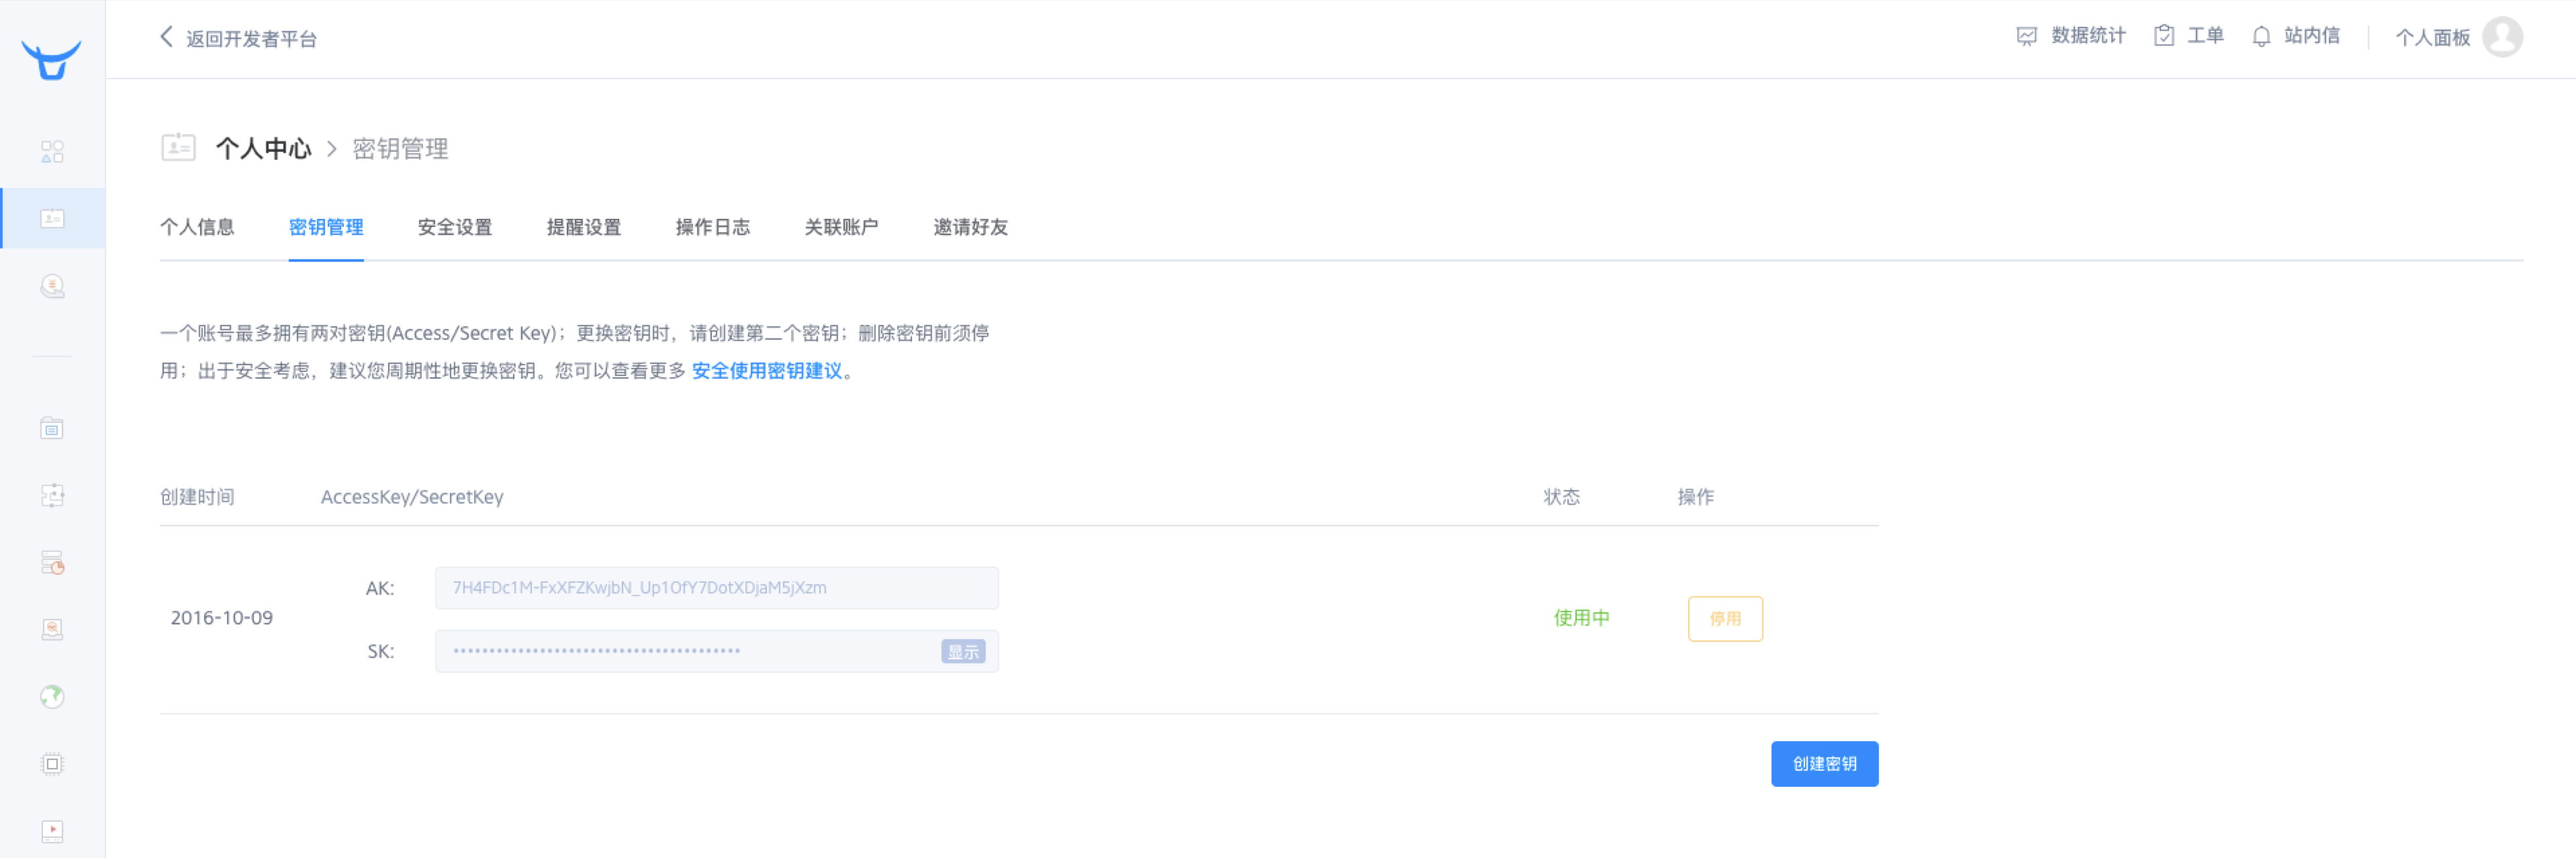 返回开发者平台
数据统计 工单 站内信 个人面板
个人中心 > 密钥管理
个人信息 密钥管理 安全设置 提醒设置 操作日志 关联账户 邀请好友
一个账号最多拥有两对密钥(Access/Secret Key)；更换密钥时，请创建第二个密钥；删除密钥前须停
用；出于安全考虑，建议您周期性地更换密钥。您可以查看更多 安全使用密钥建议。
创建时间 AccessKey/SecretKey 状态 操作
AK: 7H4FDc1M-FxXFZKwjbN_Up1OfY7DotXDjaM5jXzm
2016-10-09 使用中 停用
SK: •••••••••••••••••••••••••••••••••••••••• 显示
创建密钥